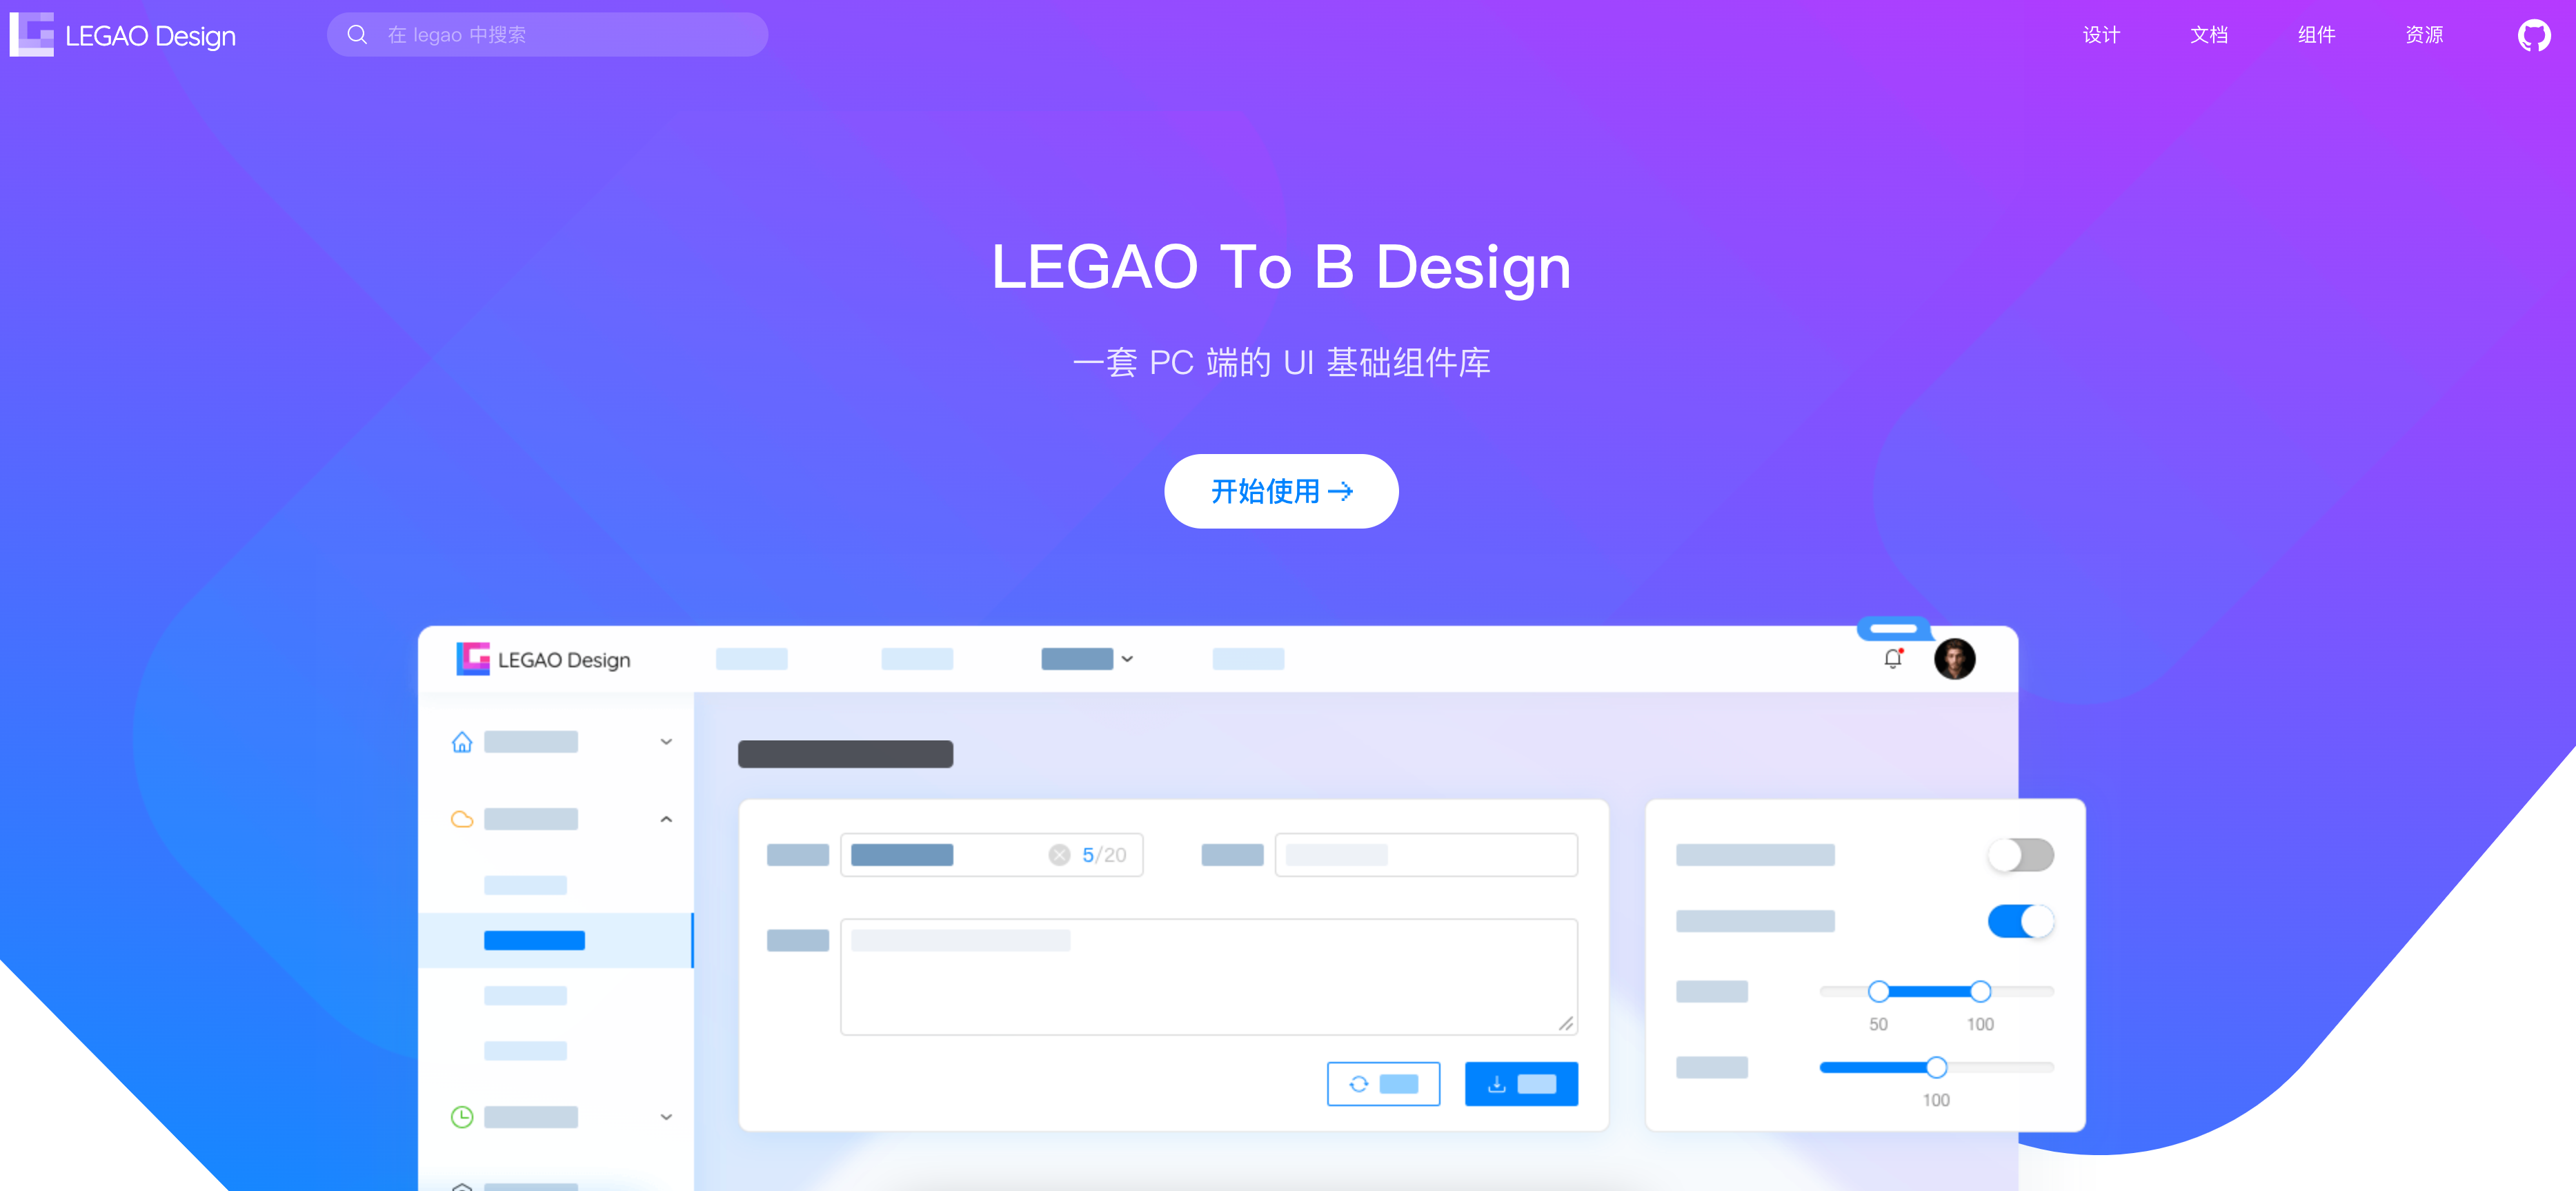 LEGAO Design
在 legao 中搜索
设计
文档
组件
资源
LEGAO To B Design
一套 PC 端的 UI 基础组件库
开始使用
LEGAO Design
5/20
50
100
100